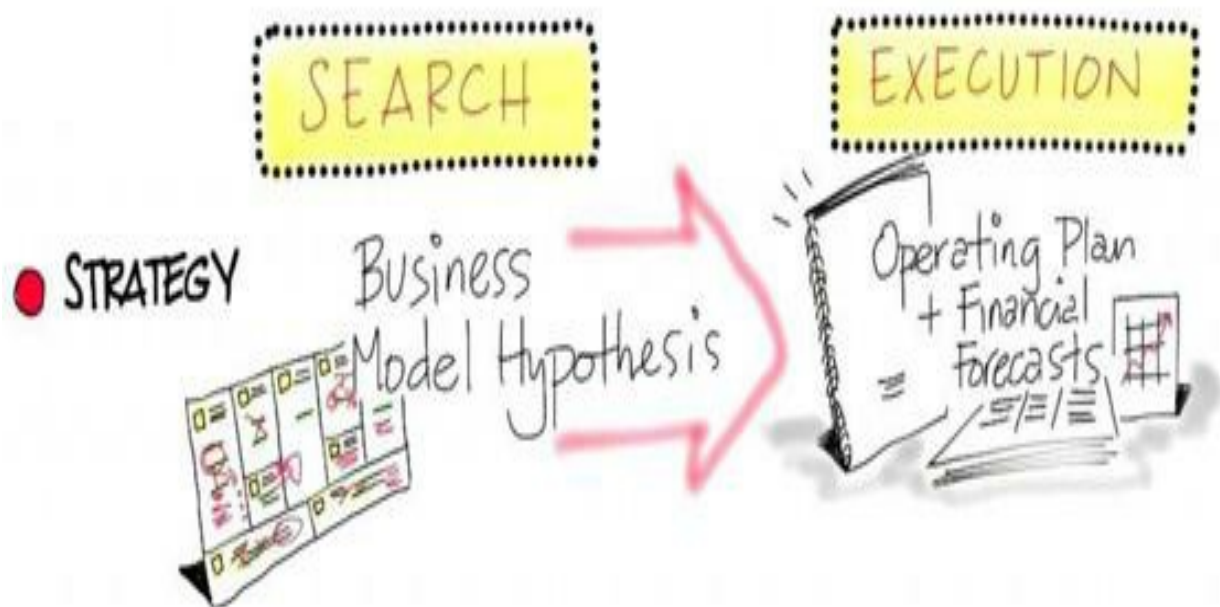 SEARCH
EXECUTION
STRATEGY
Business
Model Hypothesis
Operating Plan
+ Financial
Forecasts